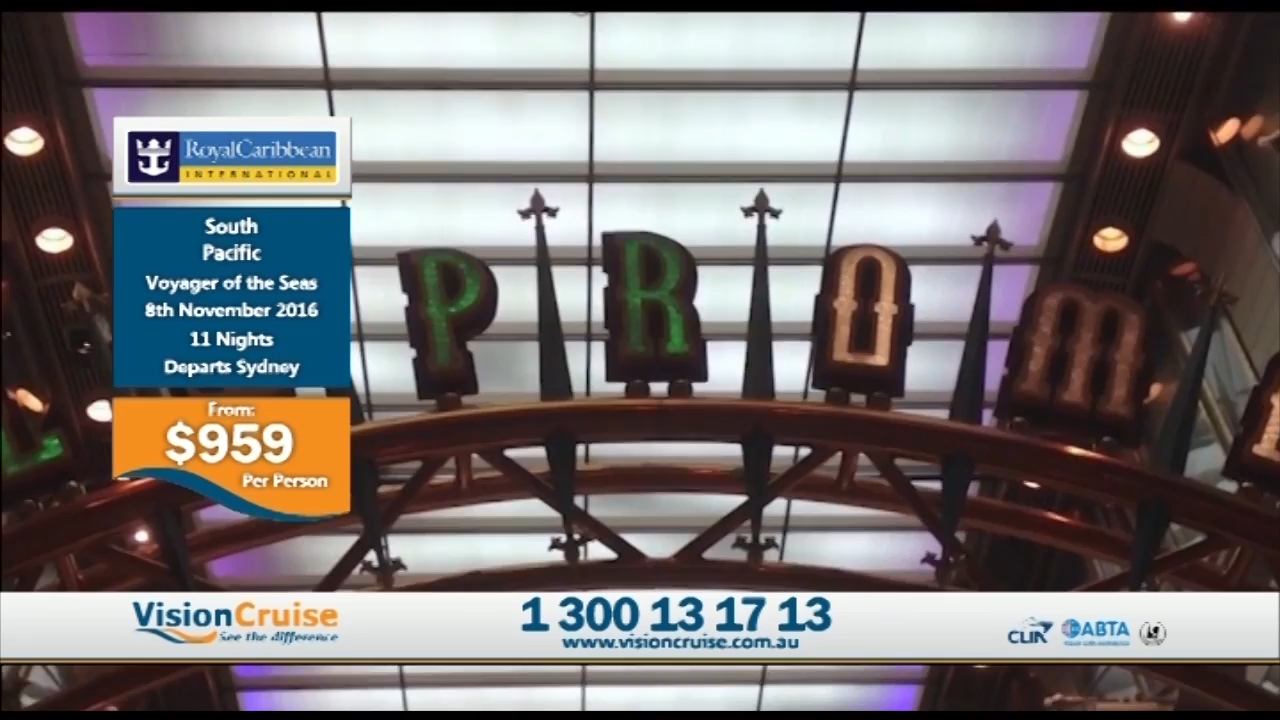 RoyalCaribbean
INTERNATIONAL
South
Pacific
Voyager of the Seas
8th November 2016
11 Nights
Departs Sydney
From:
$959
Per Person
P R O M
VisionCruise
See the difference
1 300 13 17 13
www.visioncruise.com.au
CLIA
ABTA